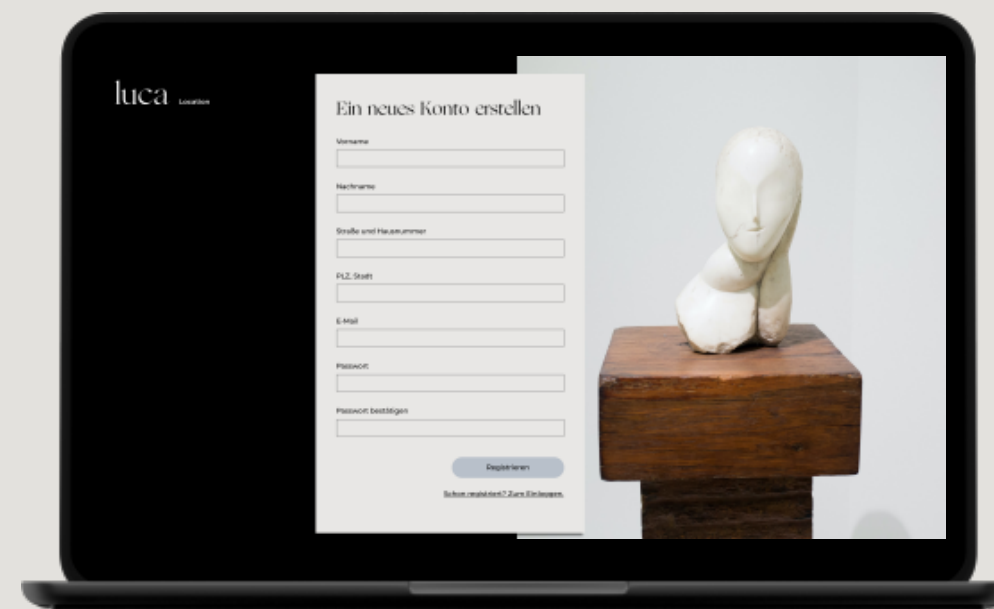 luca Location
Ein neues Konto erstellen
Vorname
Nachname
Straße und Hausnummer
PLZ, Stadt
E-Mail
Passwort
Passwort bestätigen
Registrieren
Schon registriert? Zum Einloggen.